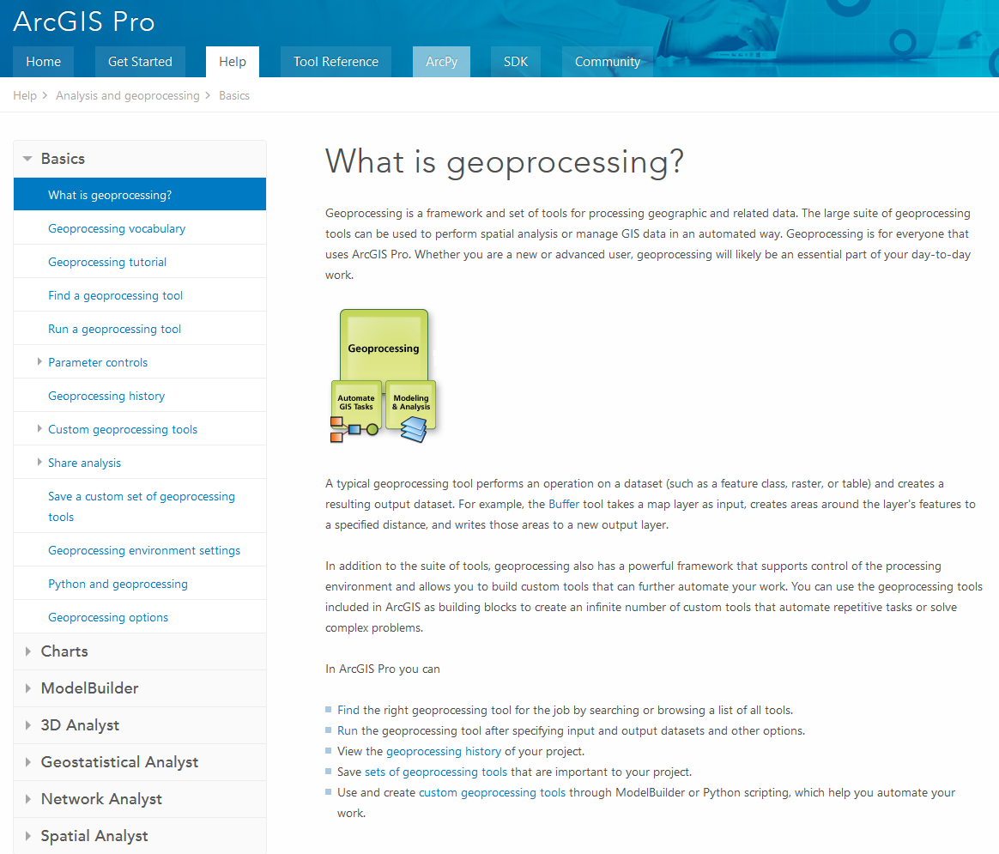 ArcGIS Pro
Home
Get Started
Help
Tool Reference
ArcPy
SDK
Community
Help > Analysis and geoprocessing > Basics
Basics
What is geoprocessing?
Geoprocessing vocabulary
Geoprocessing tutorial
Find a geoprocessing tool
Run a geoprocessing tool
Parameter controls
Geoprocessing history
Custom geoprocessing tools
Share analysis
Save a custom set of geoprocessing
tools
Geoprocessing environment settings
Python and geoprocessing
Geoprocessing options
Charts
ModelBuilder
3D Analyst
Geostatistical Analyst
Network Analyst
Spatial Analyst
What is geoprocessing?
Geoprocessing is a framework and set of tools for processing geographic and related data. The large suite of geoprocessing
tools can be used to perform spatial analysis or manage GIS data in an automated way. Geoprocessing is for everyone that
uses ArcGIS Pro. Whether you are a new or advanced user, geoprocessing will likely be an essential part of your day-to-day
work.
Geoprocessing
Automate
GIS Tasks
Modeling
& Analysis
A typical geoprocessing tool performs an operation on a dataset (such as a feature class, raster, or table) and creates a
resulting output dataset. For example, the Buffer tool takes a map layer as input, creates areas around the layer's features to
a specified distance, and writes those areas to a new output layer.
In addition to the suite of tools, geoprocessing also has a powerful framework that supports control of the processing
environment and allows you to build custom tools that can further automate your work. You can use the geoprocessing tools
included in ArcGIS as building blocks to create an infinite number of custom tools that automate repetitive tasks or solve
complex problems.
In ArcGIS Pro you can
Find the right geoprocessing tool for the job by searching or browsing a list of all tools.
Run the geoprocessing tool after specifying input and output datasets and other options.
View the geoprocessing history of your project.
Save sets of geoprocessing tools that are important to your project.
Use and create custom geoprocessing tools through ModelBuilder or Python scripting, which help you automate your
work.